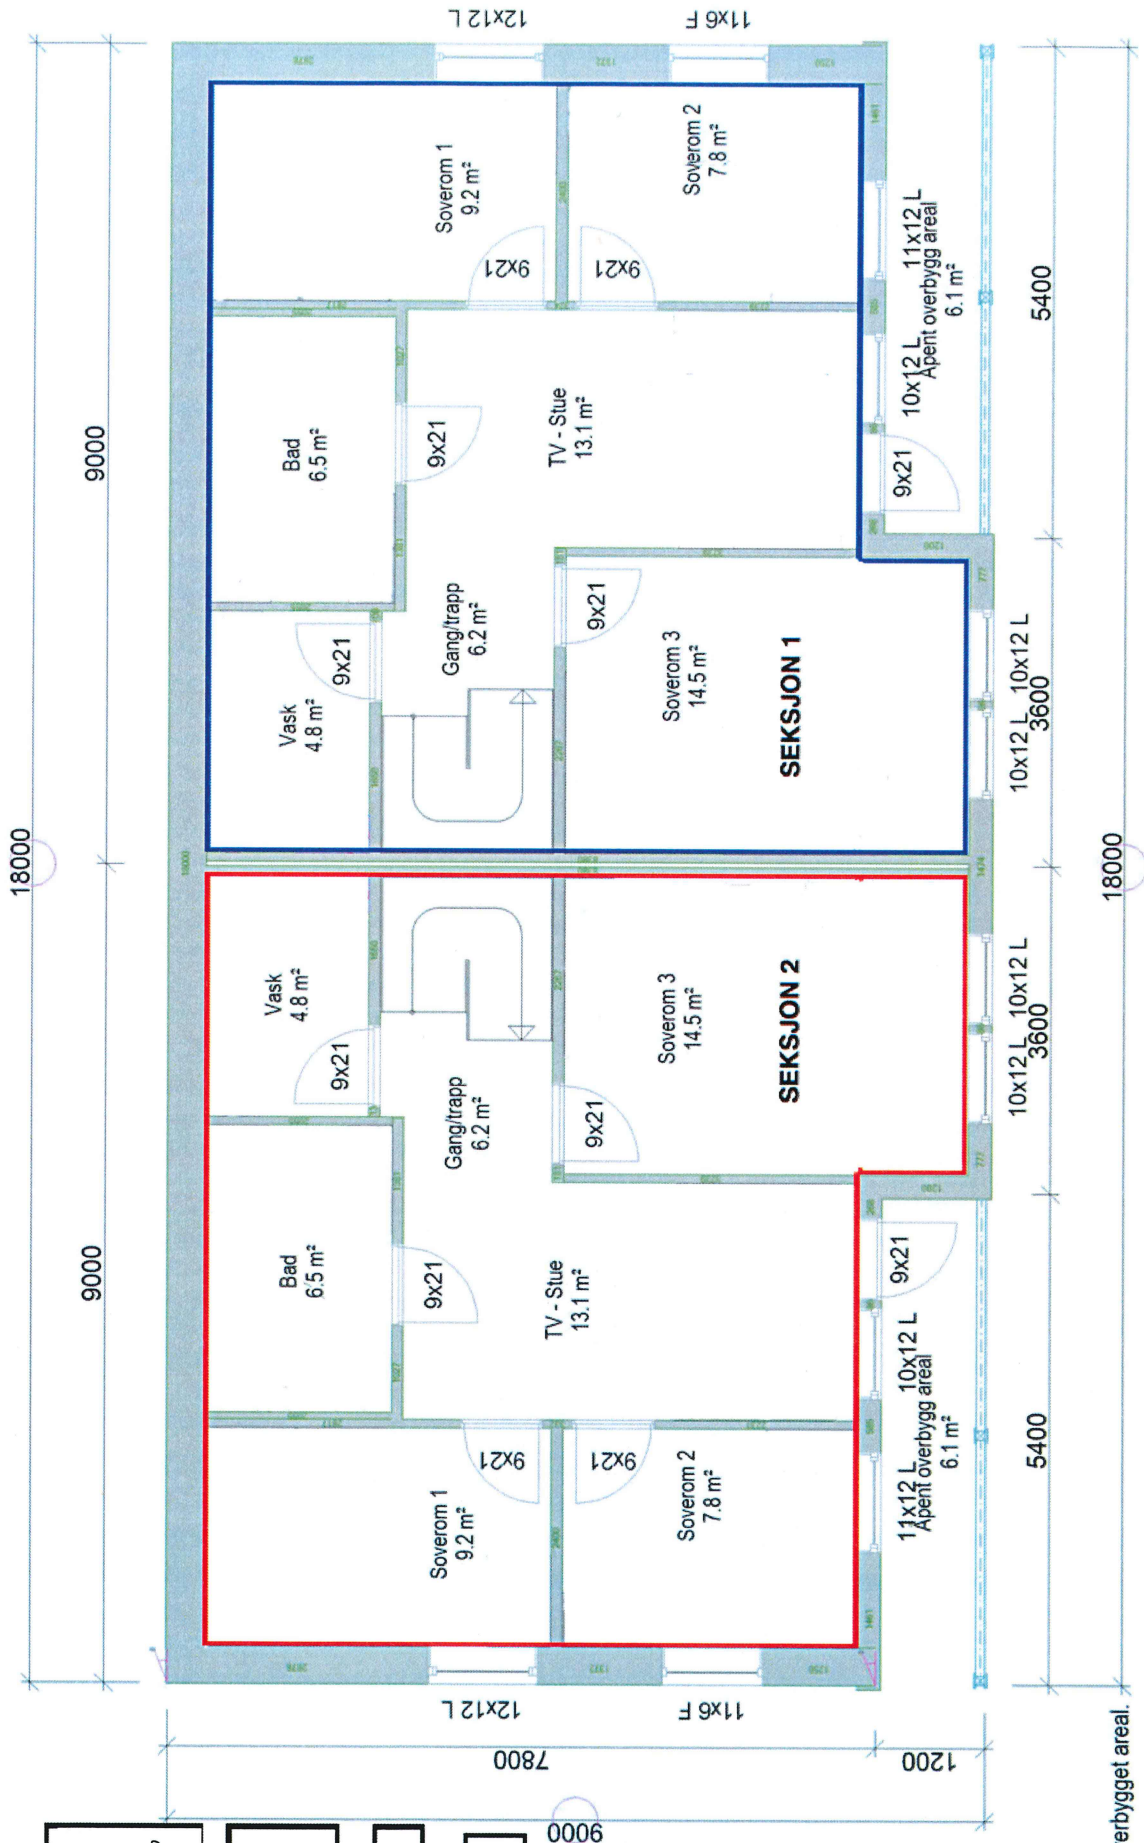 18000
9000
9000
Vask
4.8 m²
Vask
4.8 m²
Bad
6.5 m²
Bad
6.5 m²
9x21
9x21
9x21
9x21
Gang/trapp
6.2 m²
Gang/trapp
6.2 m²
Soverom 1
9.2 m²
Soverom 1
9.2 m²
12x12 L
12x12 L
9x21
9x21
TV - Stue
13.1 m²
TV - Stue
13.1 m²
9x21
9x21
9x21
9x21
Soverom 2
7.8 m²
Soverom 3
14.5 m²
Soverom 3
14.5 m²
Soverom 2
7.8 m²
11x6 F
11x6 F
SEKSJON 2
SEKSJON 1
9x21
9x21
11x12 L
10x12 L
10x12 L
11x12 L
Åpent overbygg areal
6.1 m²
Åpent overbygg areal
6.1 m²
10x12 L
10x12 L
10x12 L
10x12 L
5400
3600
3600
5400
18000
7800
1200
9000
erbygget areal.